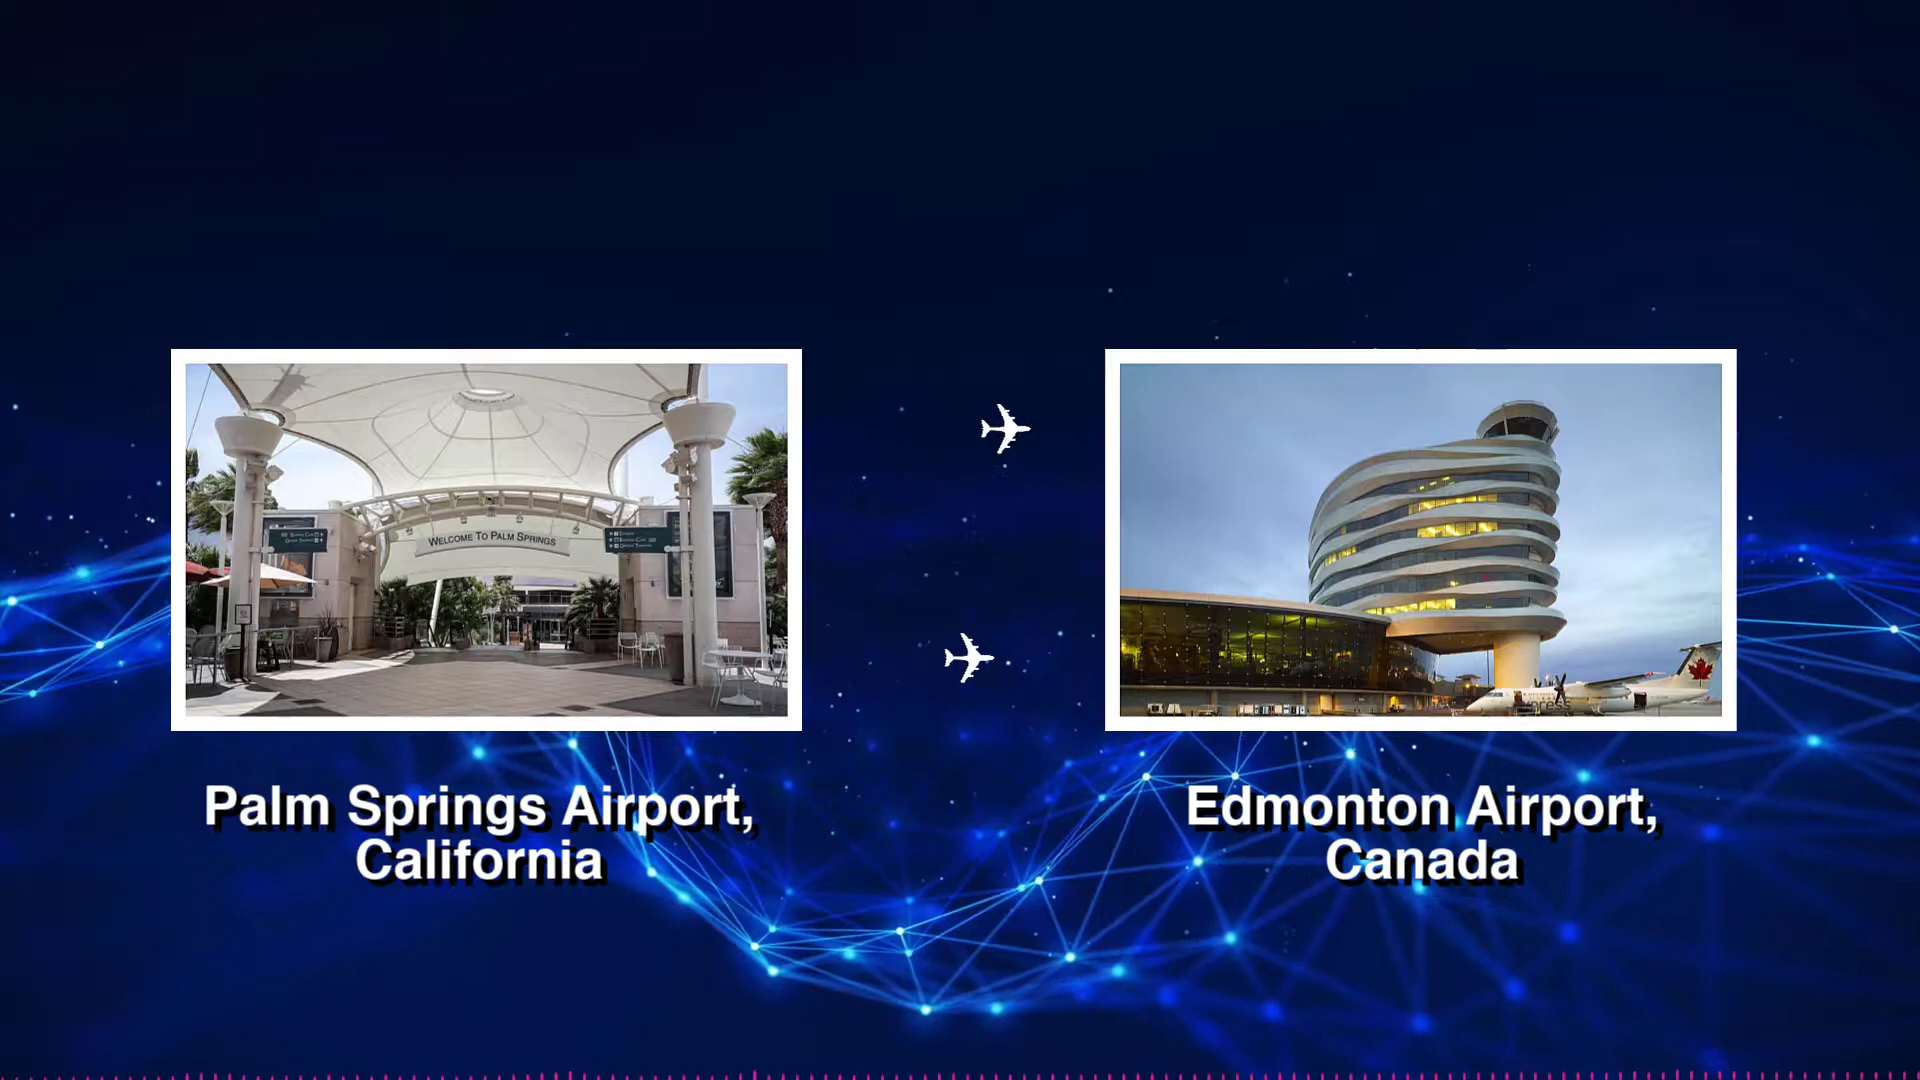 WELCOME TO PALM SPRINGS
Palm Springs Airport,
California
Edmonton Airport,
Canada